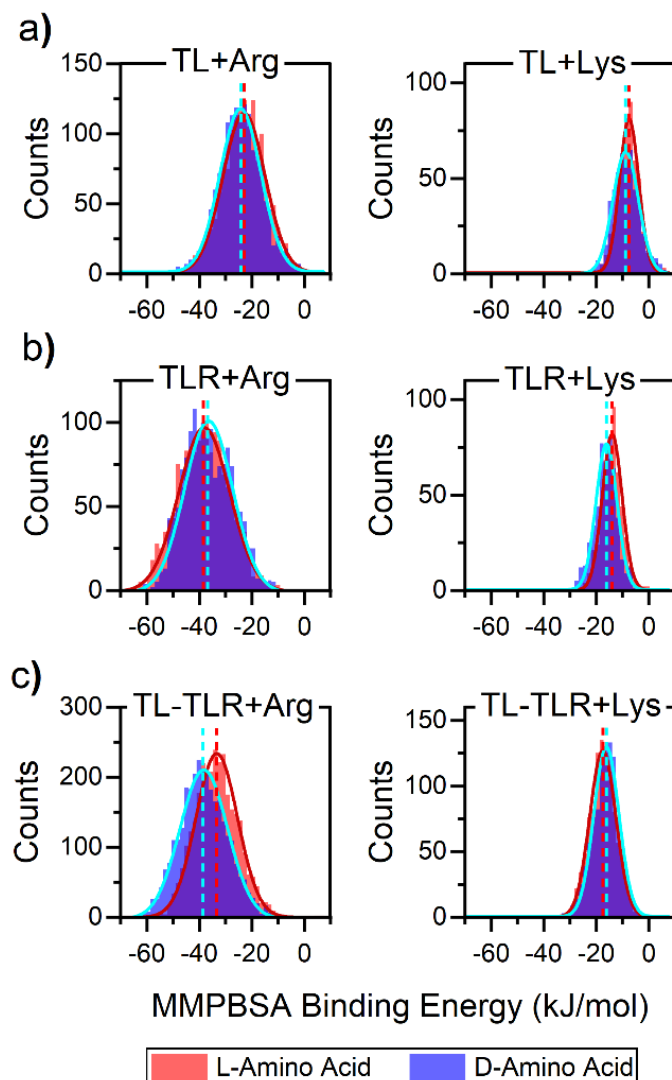 a)
TL+Arg
TL+Lys
Counts
150
100
50
0
-60 -40 -20 0
Counts
100
50
0
-60 -40 -20 0
b)
TLR+Arg
TLR+Lys
Counts
100
50
0
-60 -40 -20 0
Counts
100
50
0
-60 -40 -20 0
c)
TL-TLR+Arg
TL-TLR+Lys
Counts
300
200
100
0
-60 -40 -20 0
Counts
150
100
50
0
-60 -40 -20 0
MMPBSA Binding Energy (kJ/mol)
L-Amino Acid D-Amino Acid